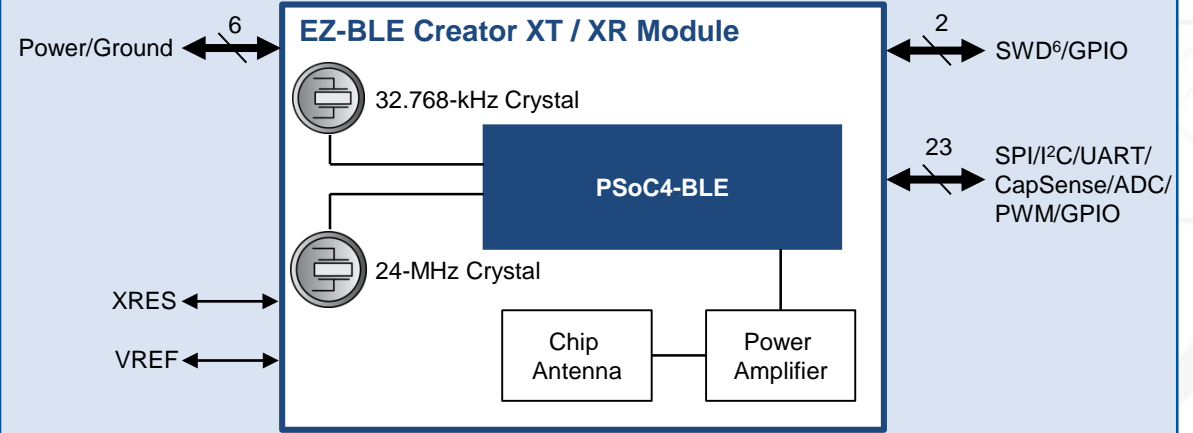 EZ-BLE Creator XT / XR Module
Power/Ground
6
32.768-kHz Crystal
PSoC4-BLE
24-MHz Crystal
XRES
VREF
Chip
Antenna
Power
Amplifier
2
SWD⁶/GPIO
23
SPI/I²C/UART/
CapSense/ADC/
PWM/GPIO